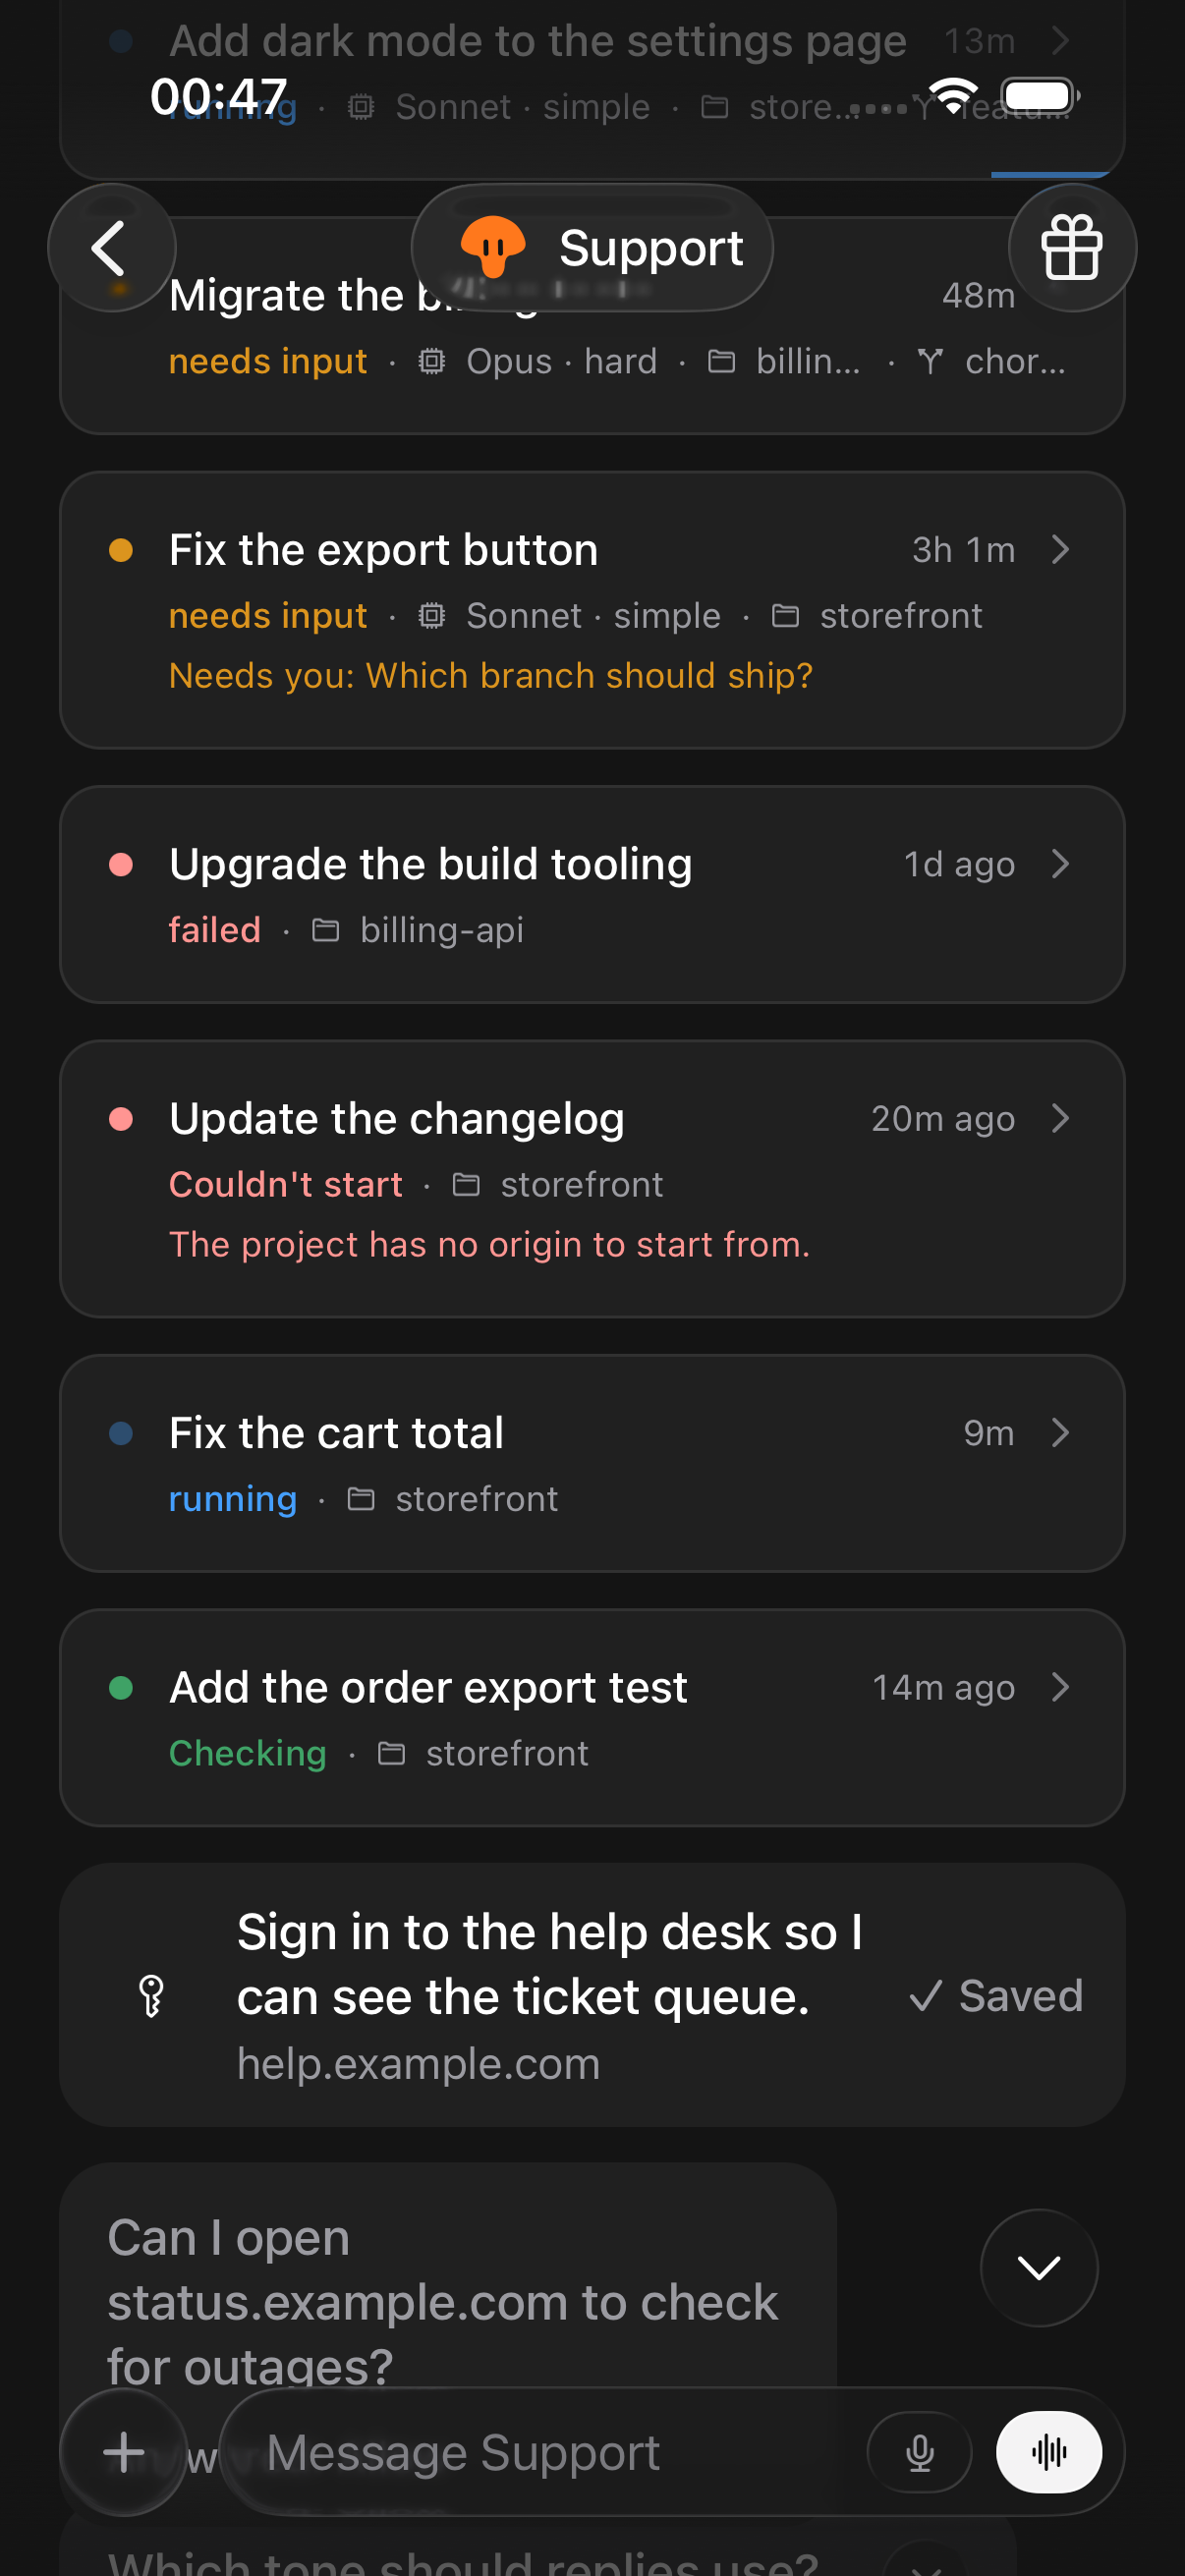 Add dark mode to the settings page 13m
00:47
running · Sonnet · simple · store... featu...
Support
Migrate the 48m
needs input · Opus · hard · billin... · chor...
Fix the export button 3h 1m
needs input · Sonnet · simple · storefront
Needs you: Which branch should ship?
Upgrade the build tooling 1d ago
failed · billing-api
Update the changelog 20m ago
Couldn't start · storefront
The project has no origin to start from.
Fix the cart total 9m
running · storefront
Add the order export test 14m ago
Checking · storefront
Sign in to the help desk so I
can see the ticket queue.
✓ Saved
help.example.com
Can I open
status.example.com to check
for outages?
Message Support
Which tone should replies use?